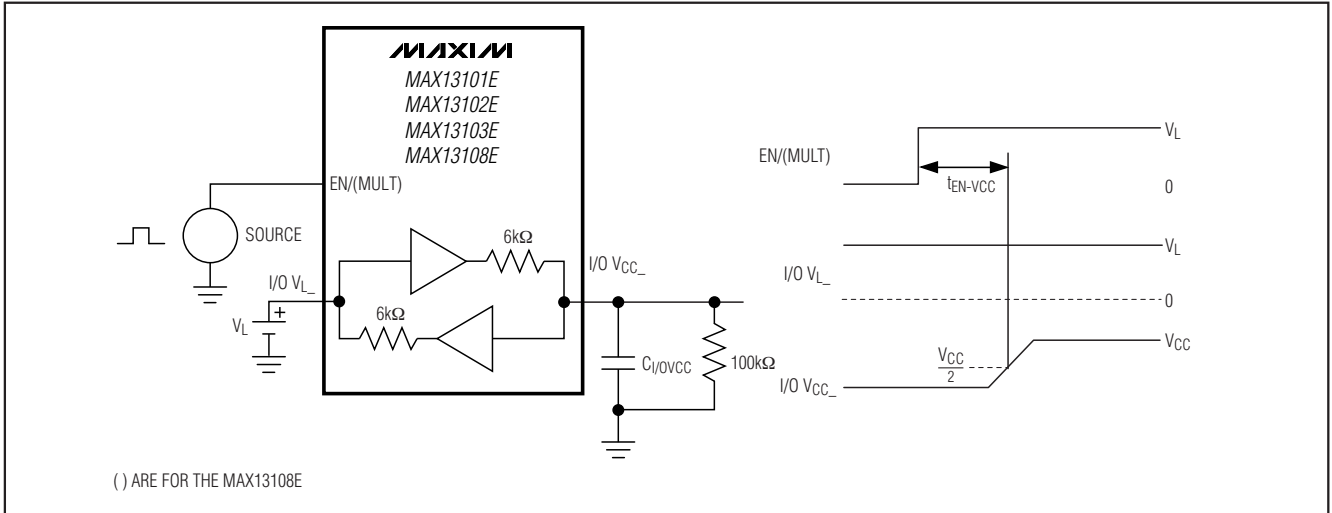 MAXIM
MAX13101E
MAX13102E
MAX13103E
MAX13108E
EN/(MULT)
SOURCE
I/O VL_
VL
+
6kΩ
6kΩ
I/O VCC_
CI/OVCC
100kΩ
EN/(MULT)
VL
tEN-VCC
0
I/O VL_
VL
0
VCC
VCC
2
I/O VCC_
( ) ARE FOR THE MAX13108E